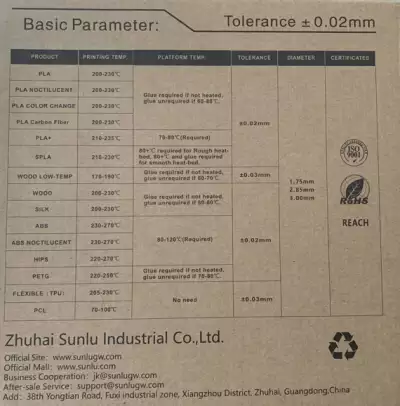 Basic Parameter:
Tolerance ± 0.02mm
PRODUCT PRINTING TEMP PLATFORM TEMP. TOLERANCE DIAMETER CERTIFICATES
PLA 200-230℃
PLA NOCTILUCENT 200-230℃
Glue required if not heated,
glue unrequired if 50-60℃.
PLA COLOR CHANGE 200-230℃
PLA Carbon Fiber 200-230℃
±0.02mm
PLA+ 210-235℃ 70-80℃(Required)
SPLA 210-230℃
80+℃ required for Rough heat-
bed, 90+℃ and glue required
for smooth heat-bed.
WOOD LOW-TEMP 170-190℃
Glue required if not heated,
glue unrequired if 60-70℃.
±0.03mm
WOOD 200-230℃
Glue required if not heated,
glue unrequired if 50-60℃.
SILK 200-230℃
1.75mm
2.85mm
3.00mm
ISO
9001
RoHS
REACH
ABS 230-270℃
ABS NOCTILUCENT 230-270℃
80-120℃(Required)
±0.02mm
HIPS 220-270℃
PETG 220-250℃
Glue required if not heated,
glue unrequired if 70-80℃.
FLEXIBLE (TPU)
No need
±0.03mm
PCL 70-100℃
Zhuhai Sunlu Industrial Co.,Ltd.
Official Site: www.sunlugw.com
Official Mall: www.sunlu.com
Business Cooperation: jk@sunlugw.com
After-sale Service: support@sunlugw.com
Add: 38th Yongtian Road, Fuxi industrial zone, Xiangzhou District, Zhuhai, Guangdong,China